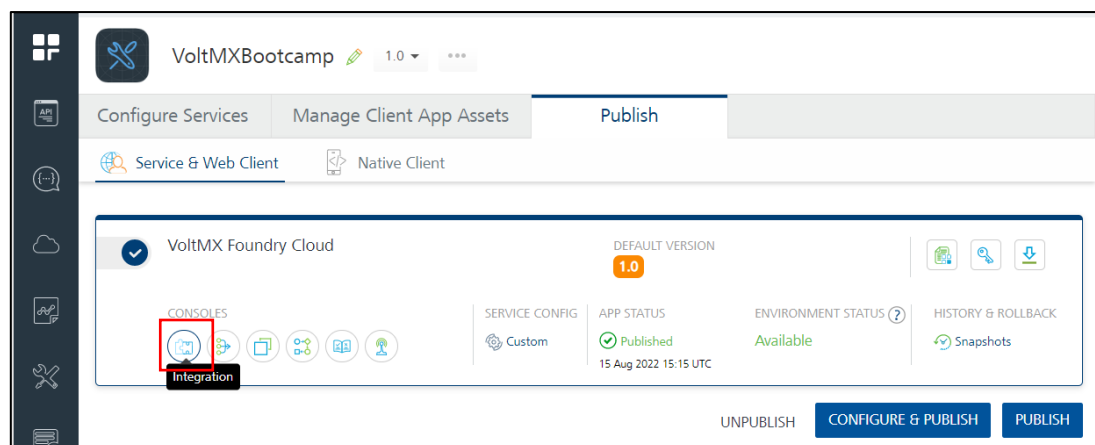 VoltMXBootcamp 1.0
API
Configure Services Manage Client App Assets Publish
Service & Web Client Native Client
VoltMX Foundry Cloud
DEFAULT VERSION
1.0
CONSOLES
SERVICE CONFIG
APP STATUS
ENVIRONMENT STATUS ?
HISTORY & ROLLBACK
Custom
Published
Available
Snapshots
15 Aug 2022 15:15 UTC
Integration
UNPUBLISH CONFIGURE & PUBLISH PUBLISH